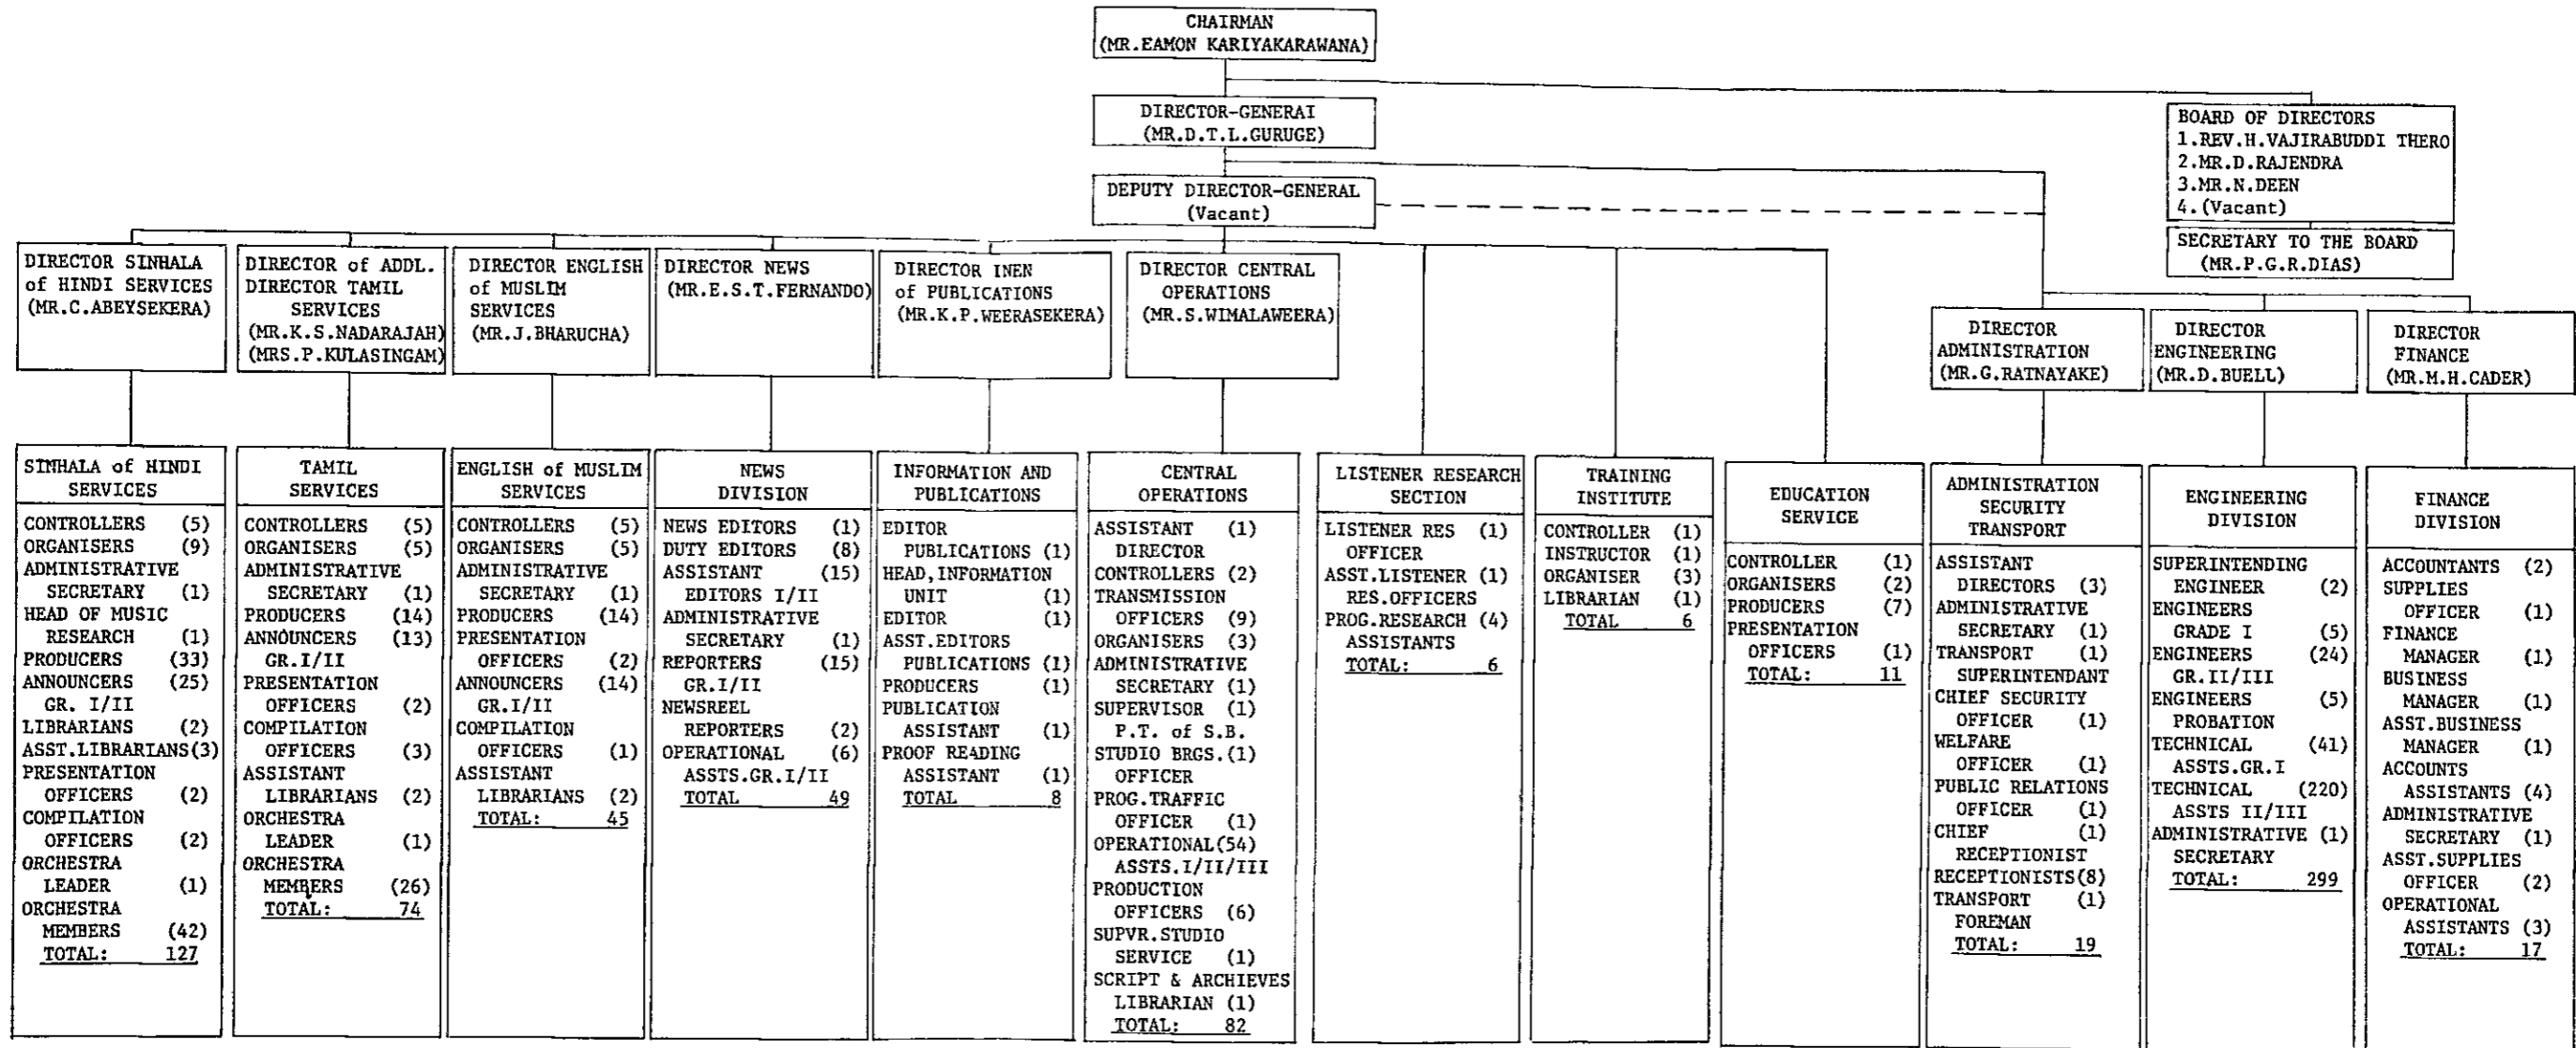 CHAIRMAN
(MR.EAMON KARIYAKARAWANA)
DIRECTOR-GENERAI
(MR.D.T.L.GURUGE)
BOARD OF DIRECTORS
1.REV.H.VAJIRABUDDI THERO
2.MR.D.RAJENDRA
3.MR.N.DEEN
4.(Vacant)
DEPUTY DIRECTOR-GENERAL
(Vacant)
SECRETARY TO THE BOARD
(MR.P.G.R.DIAS)
DIRECTOR SINHALA
of HINDI SERVICES
(MR.C.ABEYSEKERA)
DIRECTOR of ADDL.
DIRECTOR TAMIL
SERVICES
(MR.K.S.NADARAJAH)
(MRS.P.KULASINGAM)
DIRECTOR ENGLISH
of MUSLIM
SERVICES
(MR.J.BHARUCHA)
DIRECTOR NEWS
(MR.E.S.T.FERNANDO)
DIRECTOR INEN
of PUBLICATIONS
(MR.K.P.WEERASEKERA)
DIRECTOR CENTRAL
OPERATIONS
(MR.S.WIMALAWEERA)
DIRECTOR
ADMINISTRATION
(MR.G.RATNAYAKE)
DIRECTOR
ENGINEERING
(MR.D.BUELL)
DIRECTOR
FINANCE
(MR.M.H.CADER)
SINHALA of HINDI
SERVICES
CONTROLLERS (5)
ORGANISERS (9)
ADMINISTRATIVE
SECRETARY (1)
HEAD OF MUSIC
RESEARCH (1)
PRODUCERS (33)
ANNOUNCERS (25)
GR. I/II
LIBRARIANS (2)
ASST.LIBRARIANS(3)
PRESENTATION
OFFICERS (2)
COMPILATION
OFFICERS (2)
ORCHESTRA
LEADER (1)
ORCHESTRA
MEMBERS (42)
TOTAL: 127
TAMIL
SERVICES
CONTROLLERS (5)
ORGANISERS (5)
ADMINISTRATIVE
SECRETARY (1)
PRODUCERS (14)
ANNOUNCERS (13)
GR.I/II
PRESENTATION
OFFICERS (2)
COMPILATION
OFFICERS (3)
ASSISTANT
LIBRARIANS (2)
ORCHESTRA
LEADER (1)
ORCHESTRA
MEMBERS (26)
TOTAL: 74
ENGLISH of MUSLIM
SERVICES
CONTROLLERS (5)
ORGANISERS (5)
ADMINISTRATIVE
SECRETARY (1)
PRODUCERS (14)
PRESENTATION
OFFICERS (2)
ANNOUNCERS (14)
GR.I/II
COMPILATION
OFFICERS (1)
ASSISTANT
LIBRARIANS (2)
TOTAL: 45
NEWS
DIVISION
NEWS EDITORS (1)
DUTY EDITORS (8)
ASSISTANT (15)
EDITORS I/II
ADMINISTRATIVE
SECRETARY (1)
REPORTERS (15)
GR.I/II
NEWSREEL
REPORTERS (2)
OPERATIONAL (6)
ASSTS.GR.I/II
TOTAL 49
INFORMATION AND
PUBLICATIONS
EDITOR
PUBLICATIONS (1)
HEAD,INFORMATION
UNIT (1)
EDITOR (1)
ASST.EDITORS
PUBLICATIONS (1)
PRODUCERS (1)
PUBLICATION
ASSISTANT (1)
PROOF READING
ASSISTANT (1)
TOTAL 8
CENTRAL
OPERATIONS
ASSISTANT (1)
DIRECTOR
CONTROLLERS (2)
TRANSMISSION
OFFICERS (9)
ORGANISERS (3)
ADMINISTRATIVE
SECRETARY (1)
SUPERVISOR (1)
P.T. of S.B.
STUDIO BRGS.(1)
OFFICER
PROG.TRAFFIC
OFFICER (1)
OPERATIONAL(54)
ASSTS.I/II/III
PRODUCTION
OFFICERS (6)
SUPVR.STUDIO
SERVICE (1)
SCRIPT & ARCHIEVES
LIBRARIAN (1)
TOTAL: 82
LISTENER RESEARCH
SECTION
LISTENER RES (1)
OFFICER
ASST.LISTENER (1)
RES.OFFICERS
PROG.RESEARCH (4)
ASSISTANTS
TOTAL: 6
TRAINING
INSTITUTE
CONTROLLER (1)
INSTRUCTOR (1)
ORGANISER (3)
LIBRARIAN (1)
TOTAL 6
EDUCATION
SERVICE
CONTROLLER (1)
ORGANISERS (2)
PRODUCERS (7)
PRESENTATION
OFFICERS (1)
TOTAL: 11
ADMINISTRATION
SECURITY
TRANSPORT
ASSISTANT
DIRECTORS (3)
ADMINISTRATIVE
SECRETARY (1)
TRANSPORT (1)
SUPERINTENDANT
CHIEF SECURITY
OFFICER (1)
WELFARE
OFFICER (1)
PUBLIC RELATIONS
OFFICER (1)
CHIEF (1)
RECEPTIONIST
RECEPTIONISTS(8)
TRANSPORT (1)
FOREMAN
TOTAL: 19
ENGINEERING
DIVISION
SUPERINTENDING
ENGINEER (2)
ENGINEERS
GRADE I (5)
ENGINEERS (24)
GR.II/III
ENGINEERS (5)
PROBATION
TECHNICAL (41)
ASSTS.GR.I
TECHNICAL (220)
ASSTS II/III
ADMINISTRATIVE (1)
SECRETARY
TOTAL: 299
FINANCE
DIVISION
ACCOUNTANTS (2)
SUPPLIES
OFFICER (1)
FINANCE
MANAGER (1)
BUSINESS
MANAGER (1)
ASST.BUSINESS
MANAGER (1)
ACCOUNTS
ASSISTANTS (4)
ADMINISTRATIVE
SECRETARY (1)
ASST.SUPPLIES
OFFICER (2)
OPERATIONAL
ASSISTANTS (3)
TOTAL: 17